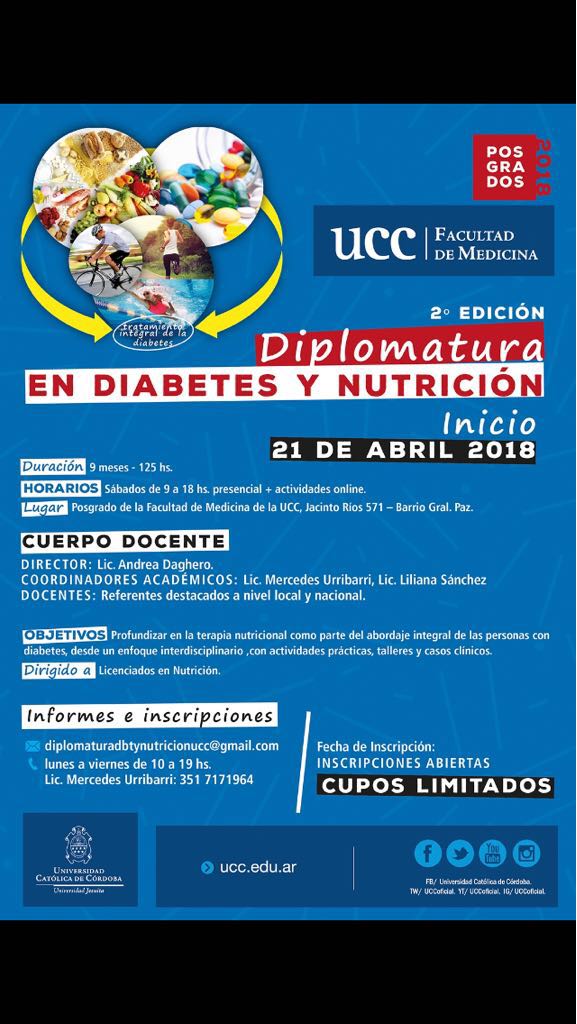 POS
GRA
DOS
2018
ucc | FACULTAD
DE MEDICINA
tratamiento
integral de la
diabetes
2º EDICIÓN
Diplomatura
EN DIABETES Y NUTRICIÓN
Inicio
21 DE ABRIL 2018
Duración 9 meses - 125 hs.
HORARIOS Sábados de 9 a 18 hs. presencial + actividades online.
Lugar Posgrado de la Facultad de Medicina de la UCC, Jacinto Ríos 571 – Barrio Gral. Paz.
CUERPO DOCENTE
DIRECTOR: Lic. Andrea Daghero.
COORDINADORES ACADÉMICOS: Lic. Mercedes Urribarri, Lic. Liliana Sánchez
DOCENTES: Referentes destacados a nivel local y nacional.
OBJETIVOS Profundizar en la terapia nutricional como parte del abordaje integral de las personas con
diabetes, desde un enfoque interdisciplinario ,con actividades prácticas, talleres y casos clínicos.
Dirigido a Licenciados en Nutrición.
Informes e inscripciones
diplomaturadbtynutricionucc@gmail.com
lunes a viernes de 10 a 19 hs.
Lic. Mercedes Urribarri: 351 7171964
Fecha de Inscripción:
INSCRIPCIONES ABIERTAS
CUPOS LIMITADOS
UNIVERSIDAD
CATÓLICA DE CÓRDOBA
Universidad Jesuita
ucc.edu.ar
You
Tube
FB/ Universidad Católica de Córdoba.
TW/ UCCoficial. YT/ UCCoficial. IG/ UCCoficial.